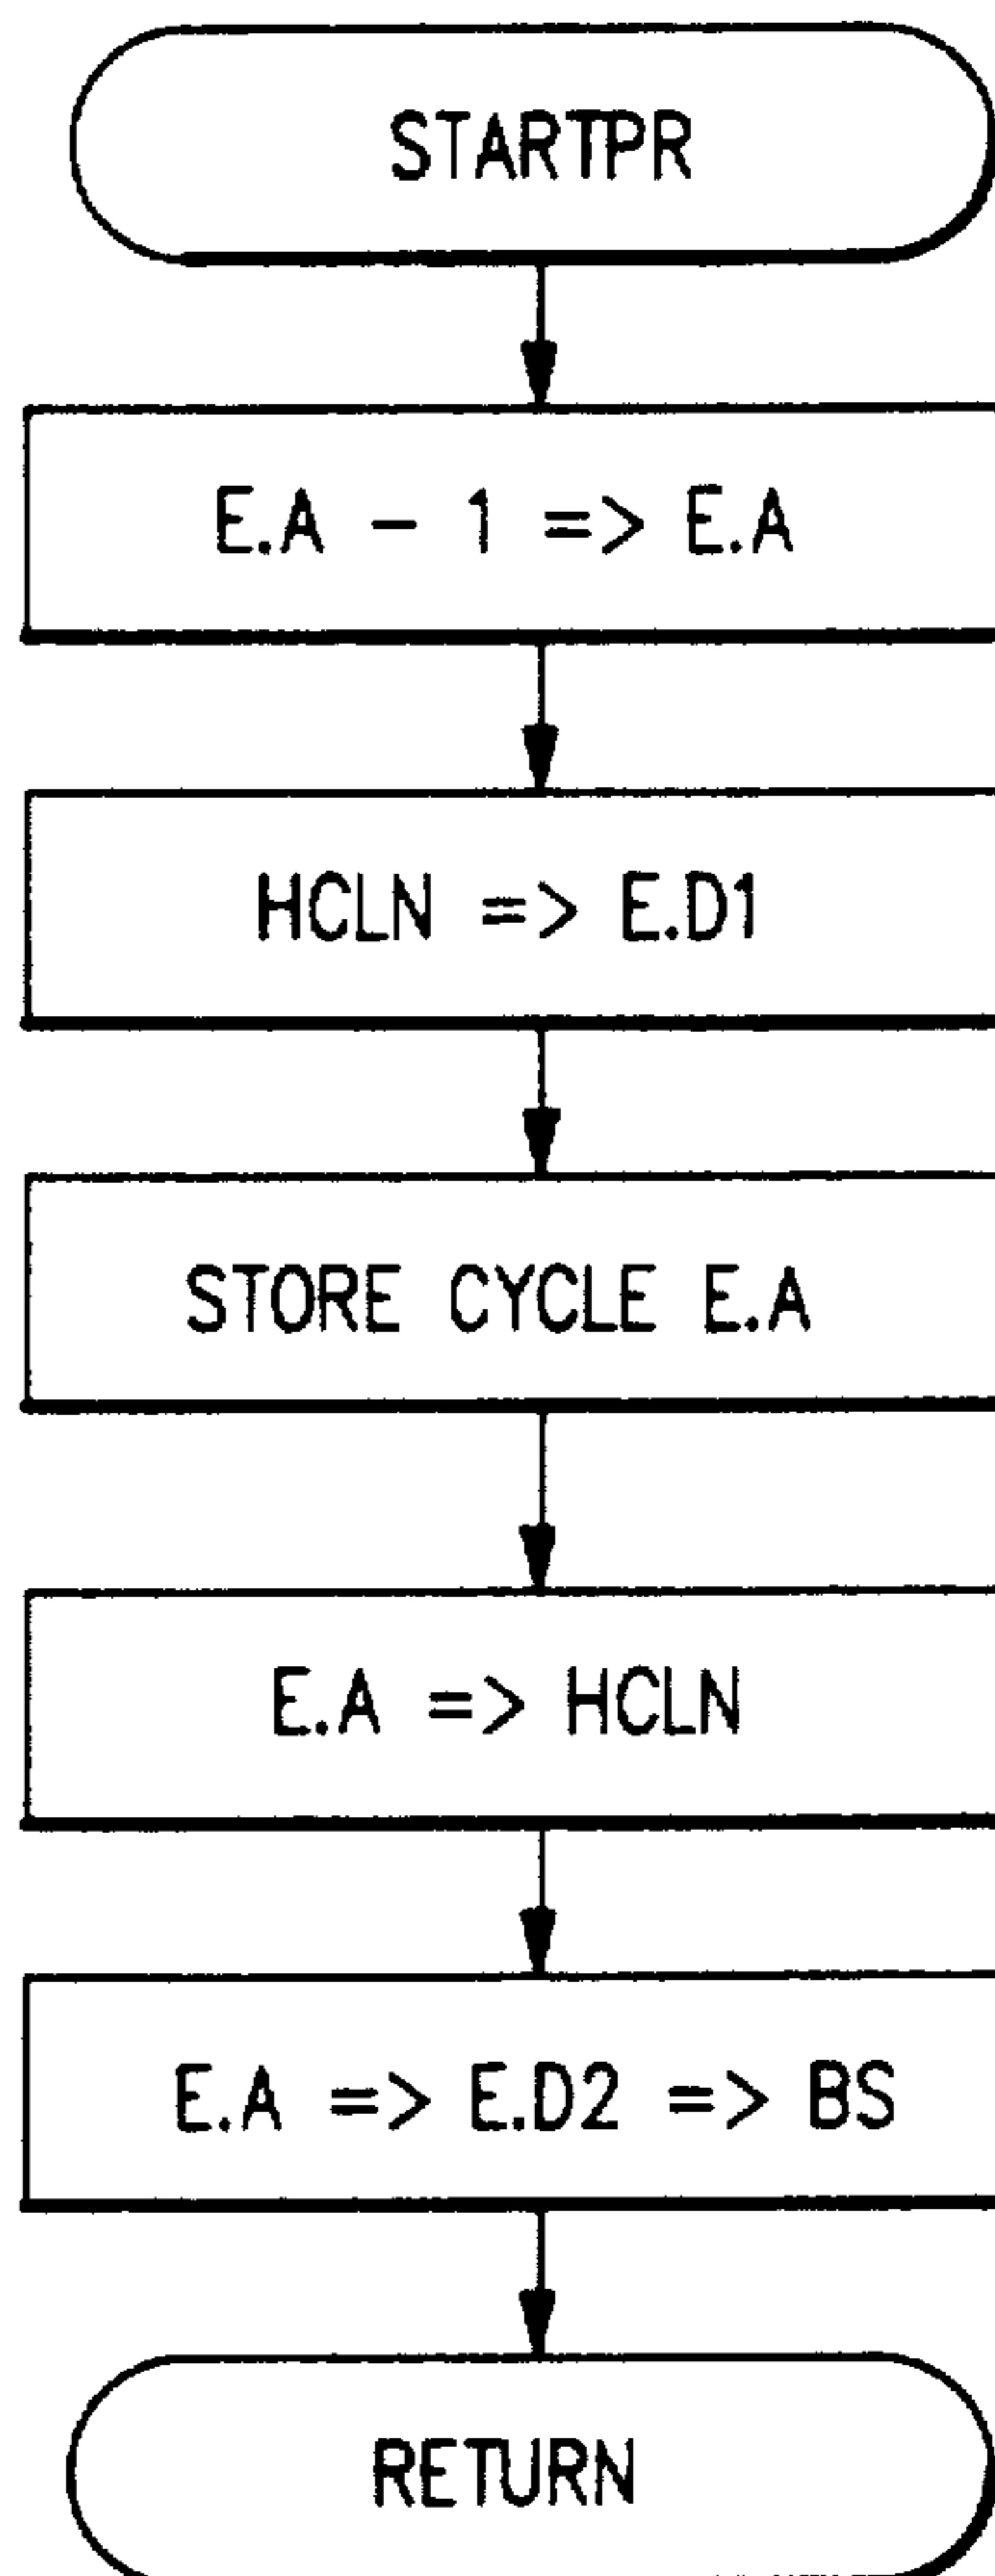 STARTPR
E.A - 1 => E.A
HCLN => E.D1
STORE CYCLE E.A
E.A => HCLN
E.A => E.D2 => BS
RETURN